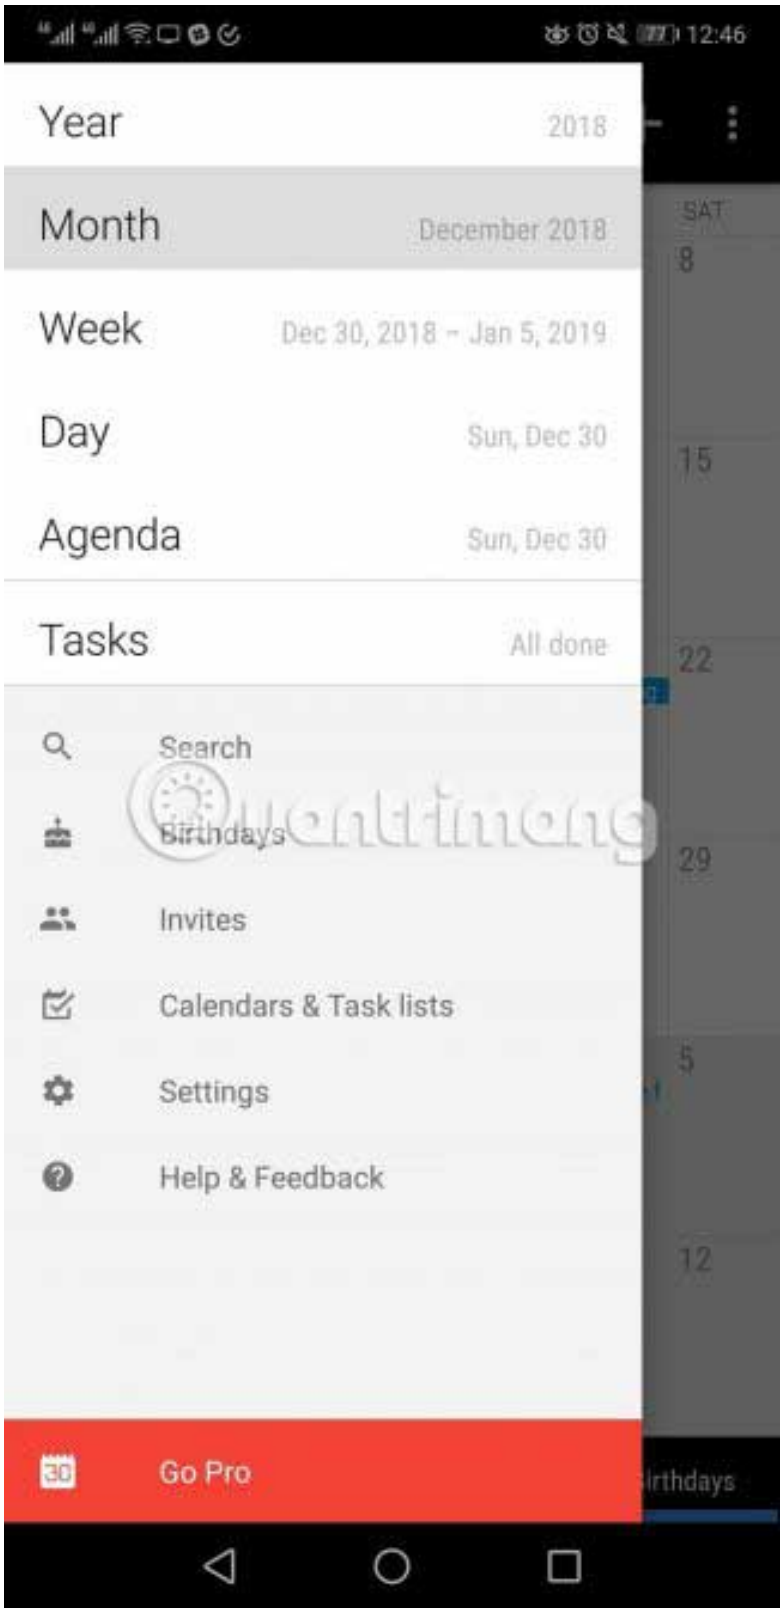 12:46
Year 2018
SAT
Month December 2018
8
Week Dec 30, 2018 – Jan 5, 2019
Day Sun, Dec 30
15
Agenda Sun, Dec 30
Tasks All done
22
Search
Quantrimang
Birthdays
29
Invites
Calendars & Task lists
5
Settings
Help & Feedback
12
30 Go Pro
irthdays